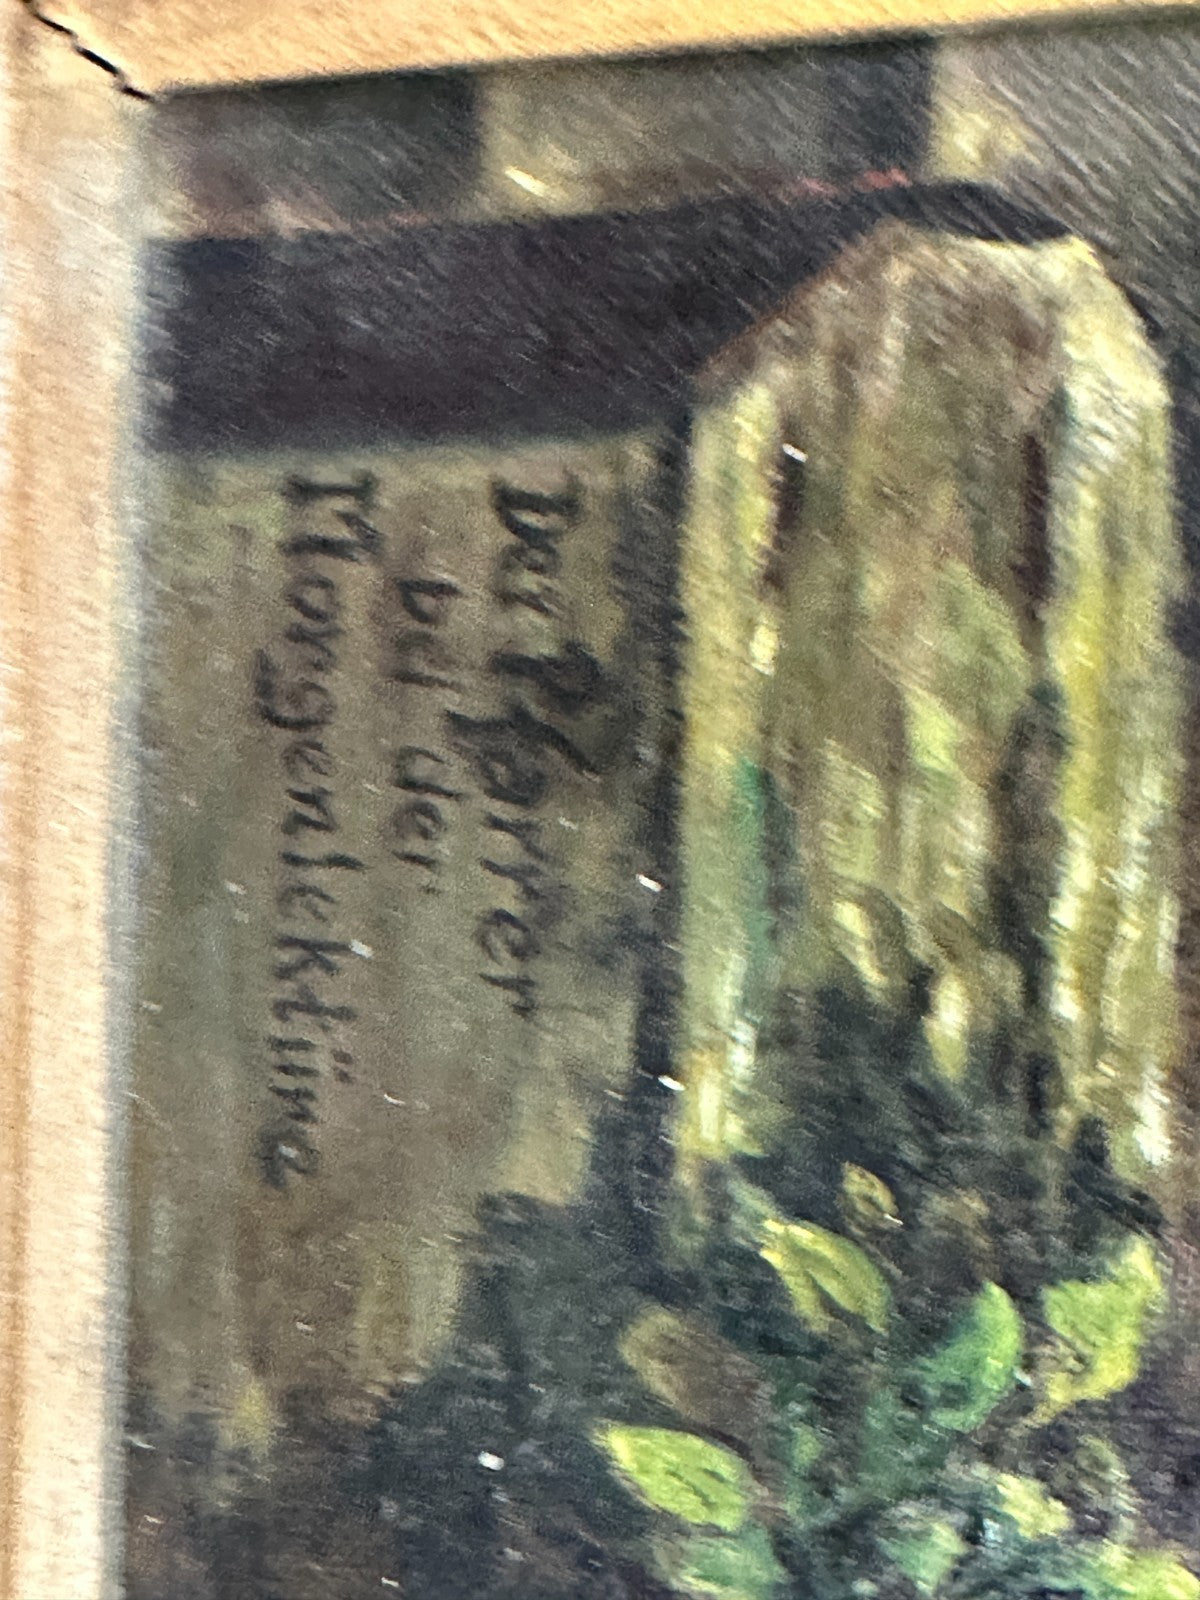 Der Pfarrer
bei der
Morgenlektüre